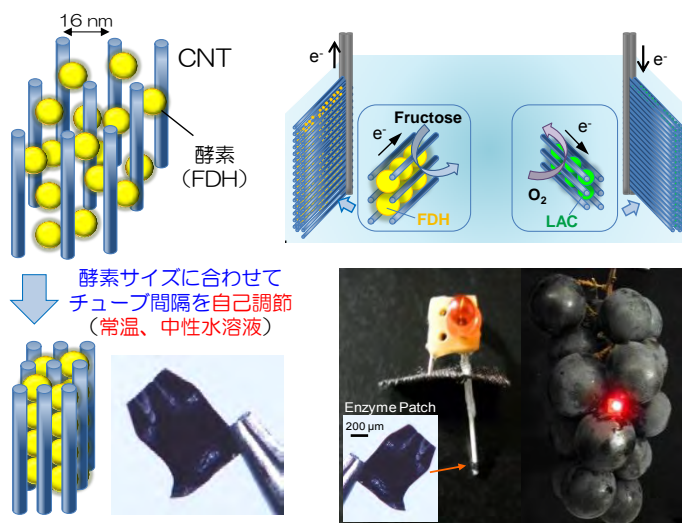 16 nm
CNT
酵素
（FDH）
酵素サイズに合わせて
チューブ間隔を自己調節
（常温、中性水溶液）
e-
e-
Fructose
e-
FDH
e-
O2
LAC
Enzyme Patch
200 µm